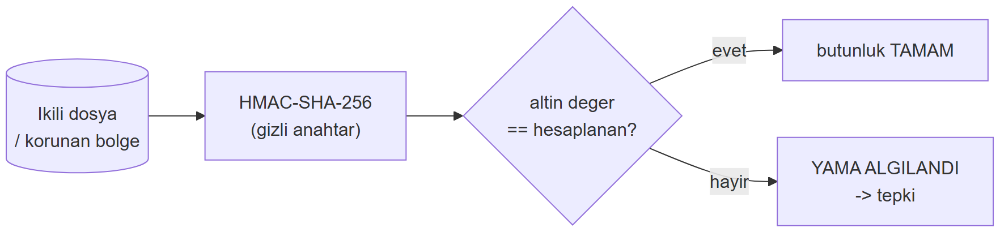 Ikili dosya
/ korunan bolge
HMAC-SHA-256
(gizli anahtar)
altin deger
== hesaplanan?
evet
butunluk TAMAM
hayir
YAMA ALGILANDI
-> tepki